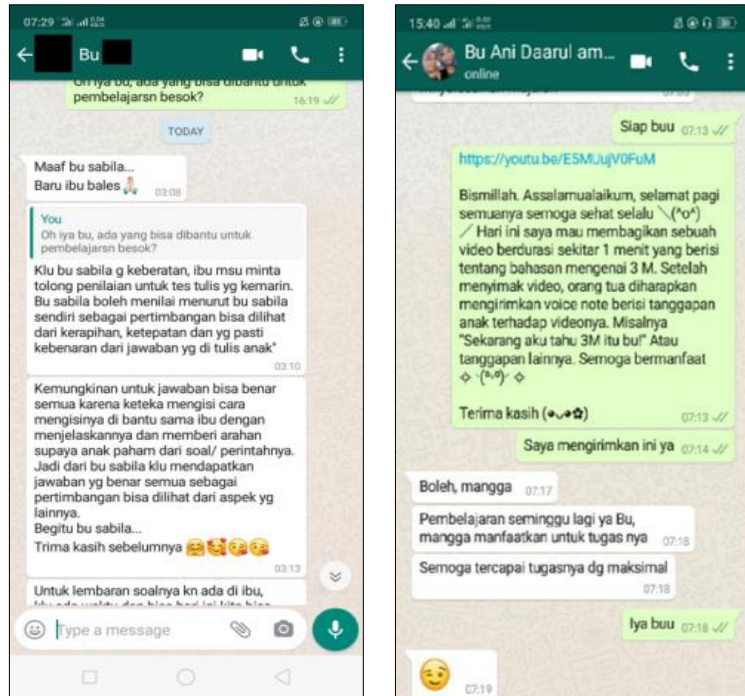 07:29
Bu
Oh iya bu, ada yang bisa dibantu untuk
pembelajarsn besok?
16:19
TODAY
Maaf bu sabila...
Baru ibu bales 🙏🏻
03:08
You
Oh iya bu, ada yang bisa dibantu untuk
pembelajarsn besok?
Klu bu sabila g keberatan, ibu msu minta
tolong penilaian untuk tes tulis yg kemarin.
Bu sabila boleh menilai menurut bu sabila
sendiri sebagai pertimbangan bisa dilihat
dari kerapihan, ketepatan dan yg pasti
kebenaran dari jawaban yg di tulis anak"
03:10
Kemungkinan untuk jawaban bisa benar
semua karena keteka mengisi cara
mengisinya di bantu sama ibu dengan
menjelaskannya dan memberi arahan
supaya anak paham dari soal/ perintahnya.
Jadi dari bu sabila klu mendapatkan
jawaban yg benar semua sebagai
pertimbangan bisa dilihat dari aspek yg
lainnya.
Begitu bu sabila...
Trima kasih sebelumnya 🤗🥰😘😘
03:13
Untuk lembaran soalnya kn ada di ibu,
Type a message
15:40
Bu Ani Daarul am...
online
Siap buu 07:13
https://youtu.be/E5MUujV0FuM
Bismillah. Assalamualaikum, selamat pagi
semuanya semoga sehat selalu ＼(^o^)
／ Hari ini saya mau membagikan sebuah
video berdurasi sekitar 1 menit yang berisi
tentang bahasan mengenai 3 M. Setelah
menyimak video, orang tua diharapkan
mengirimkan voice note berisi tanggapan
anak terhadap videonya. Misalnya
"Sekarang aku tahu 3M itu bu!" Atau
tanggapan lainnya. Semoga bermanfaat
Terima kasih (◕ᴗ◕✿)
07:13
Saya mengirimkan ini ya 07:14
Boleh, mangga 07:17
Pembelajaran seminggu lagi ya Bu,
mangga manfaatkan untuk tugas nya 07:18
Semoga tercapai tugasnya dg maksimal
07:18
Iya buu 07:18
😉
07:19